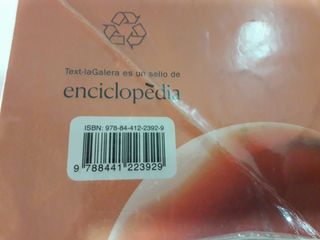 Text-laGalera es un sello de
enciclopèdia
ISBN: 978-84-412-2392-9
9 788441 223929